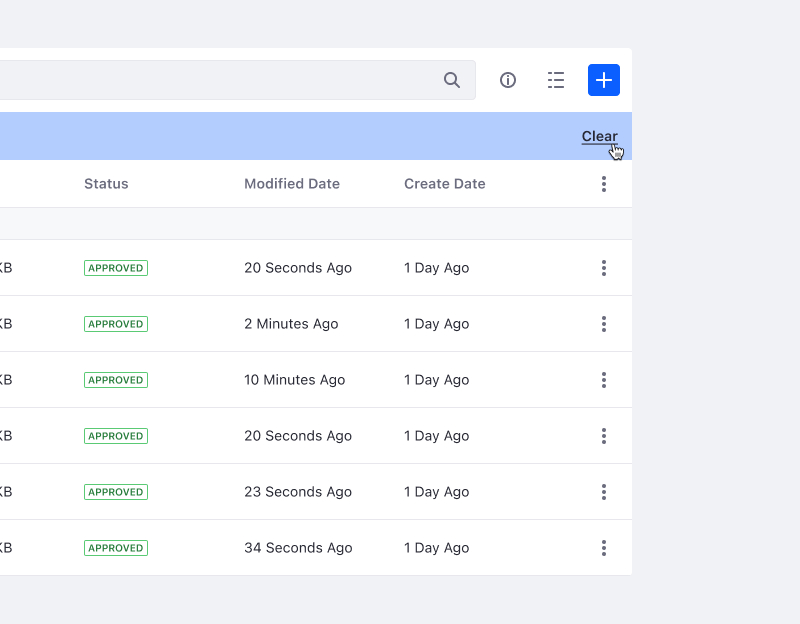 Clear
Status Modified Date Create Date
KB APPROVED 20 Seconds Ago 1 Day Ago
KB APPROVED 2 Minutes Ago 1 Day Ago
KB APPROVED 10 Minutes Ago 1 Day Ago
KB APPROVED 20 Seconds Ago 1 Day Ago
KB APPROVED 23 Seconds Ago 1 Day Ago
KB APPROVED 34 Seconds Ago 1 Day Ago